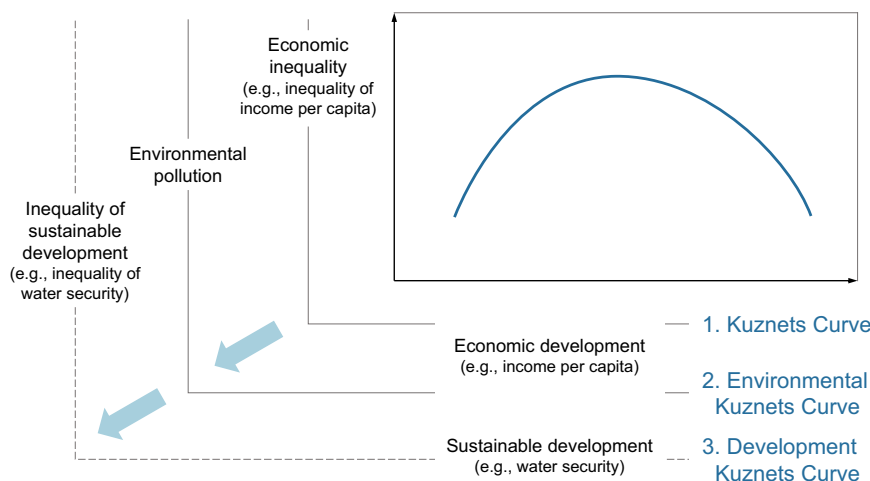 Economic
inequality
(e.g., inequality of
income per capita)
Environmental
pollution
Inequality of
sustainable
development
(e.g., inequality of
water security)
1. Kuznets Curve
Economic development
(e.g., income per capita)
2. Environmental
Kuznets Curve
Sustainable development
(e.g., water security)
3. Development
Kuznets Curve